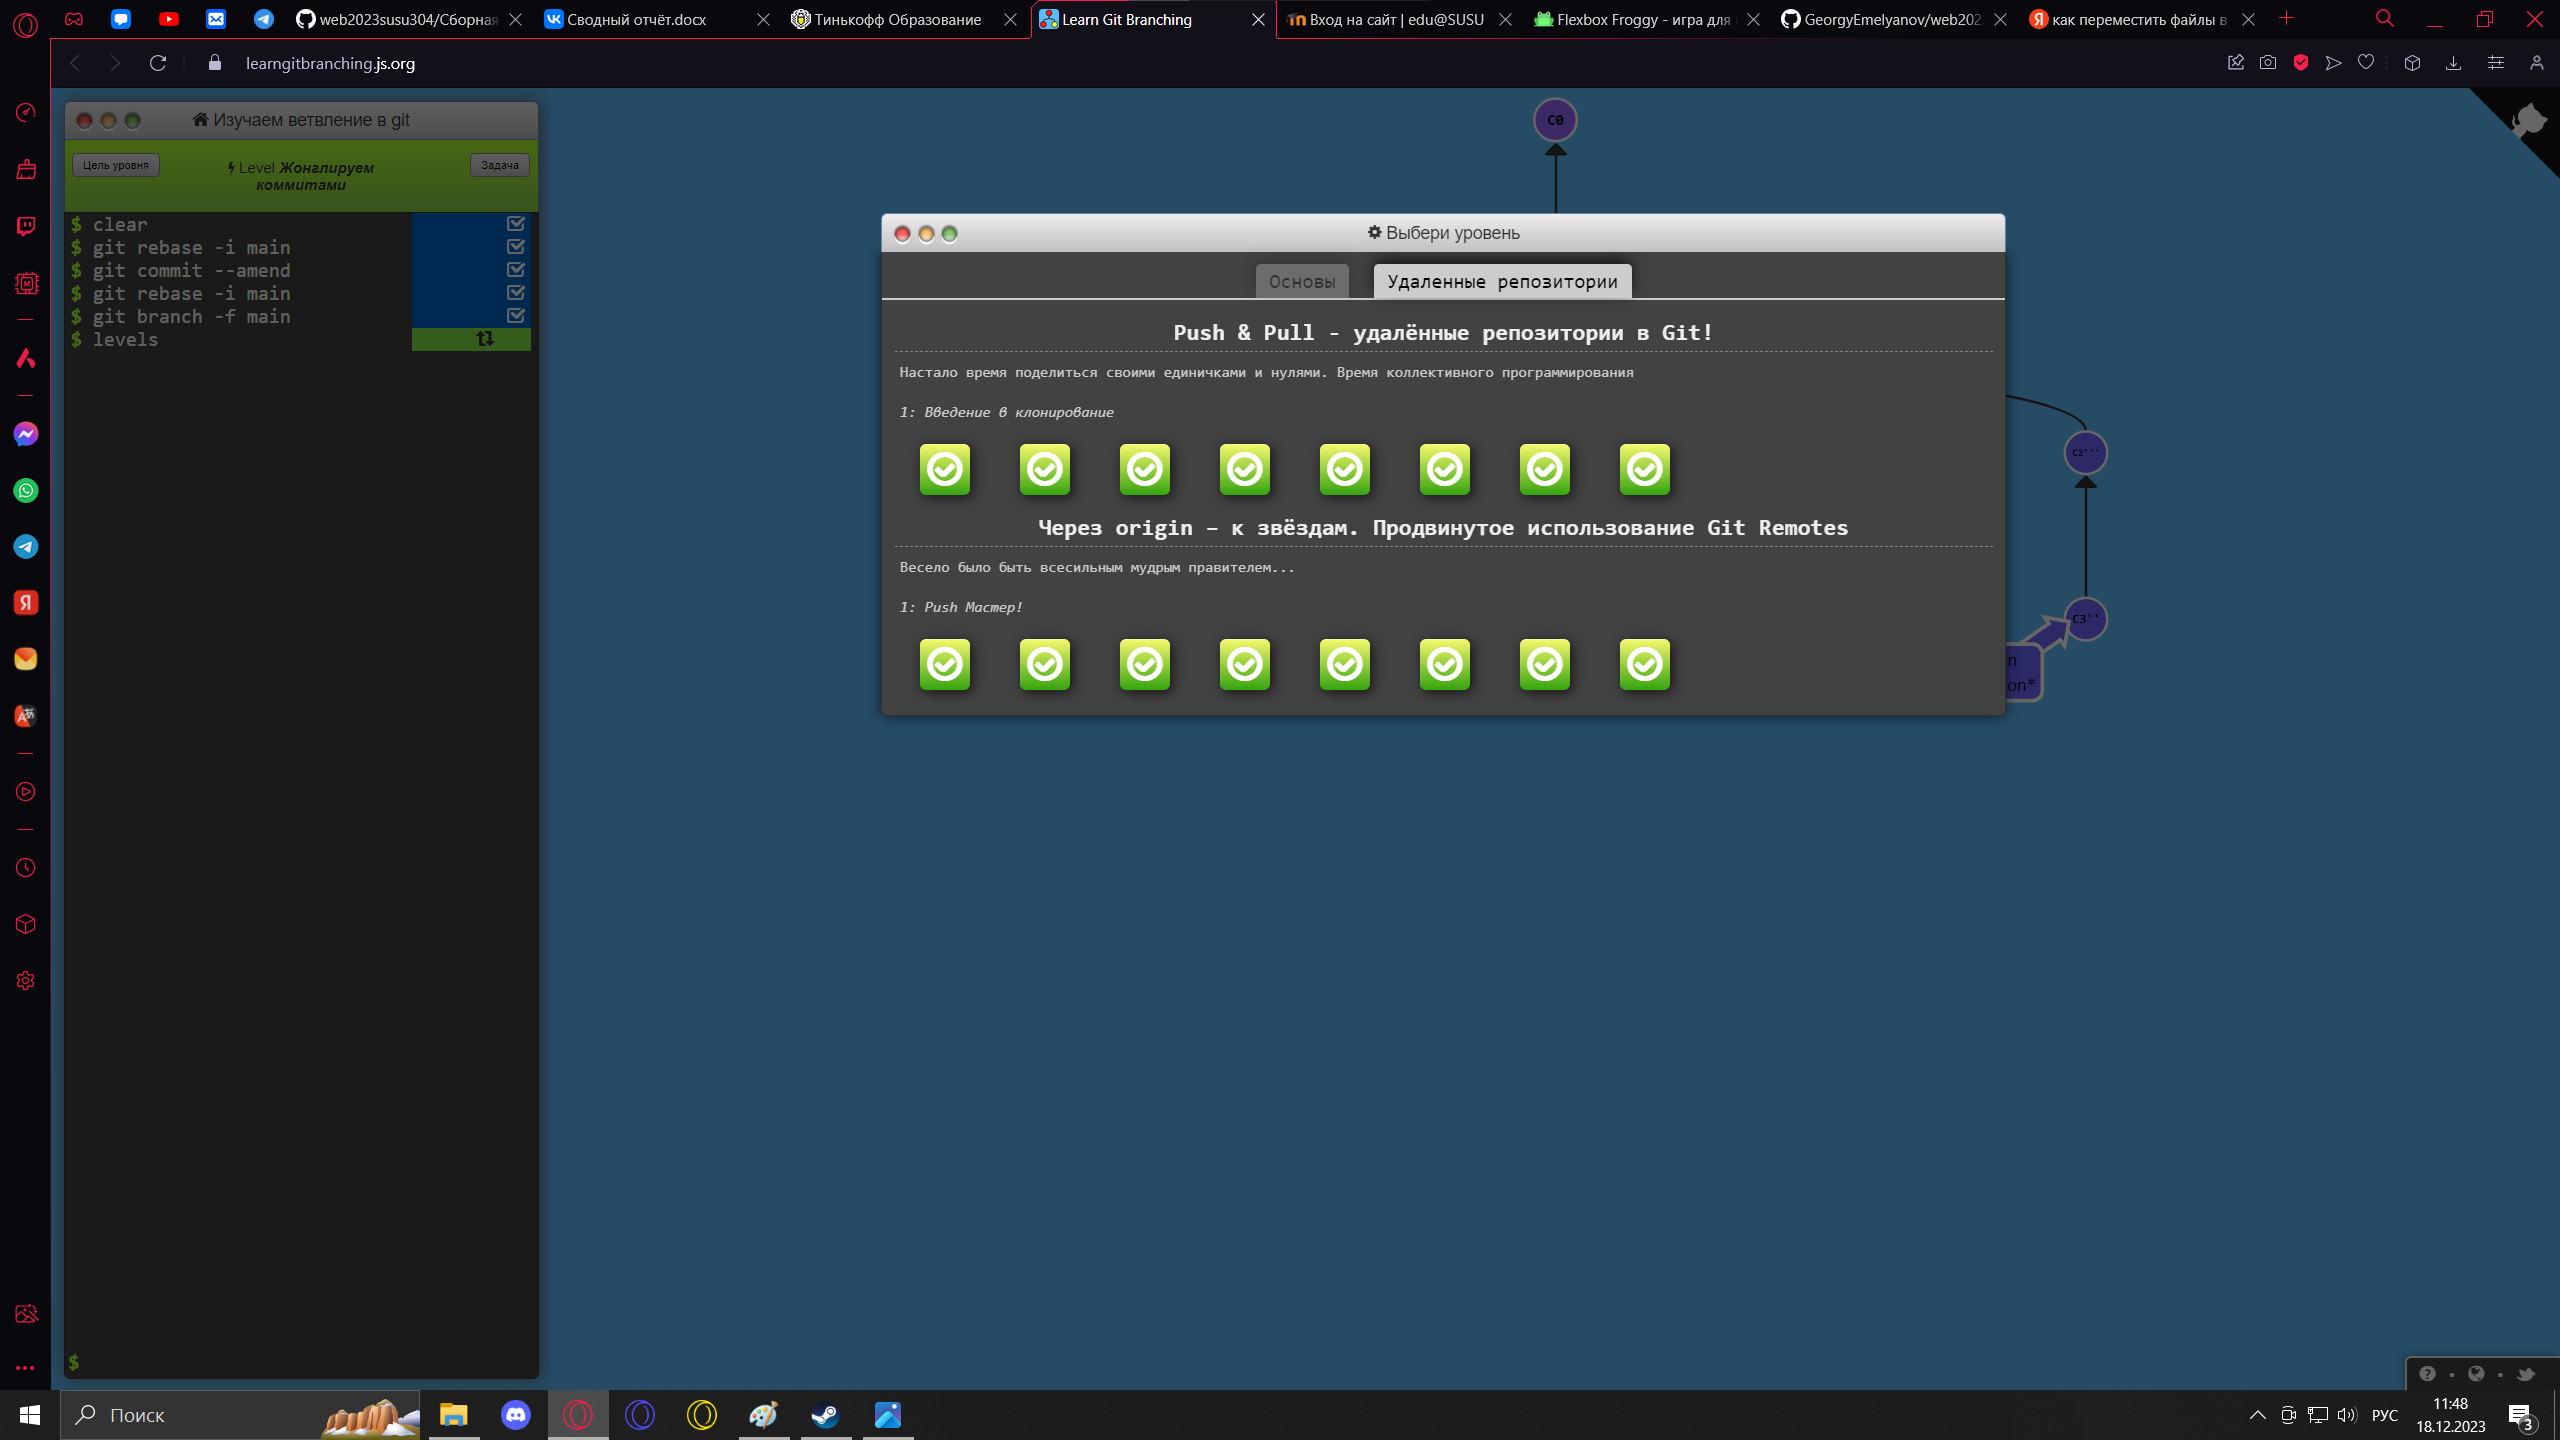 web2023susu304/Сборная
Сводный отчёт.docx
Тинькофф Образование
Learn Git Branching
Вход на сайт | edu@SUSU
Flexbox Froggy - игра для
GeorgyEmelyanov/web202
как переместить файлы в
learngitbranching.js.org
Изучаем ветвление в git
Цель уровня
Level Жонглируем
коммитами
Задача
$ clear
$ git rebase -i main
$ git commit --amend
$ git rebase -i main
$ git branch -f main
$ levels
$
C0
Выбери уровень
Основы
Удаленные репозитории
Push & Pull - удалённые репозитории в Git!
Настало время поделиться своими единичками и нулями. Время коллективного программирования
1: Введение в клонирование
Через origin – к звёздам. Продвинутое использование Git Remotes
Весело было быть всесильным мудрым правителем...
1: Push Мастер!
C2'''
C3''
n
on*
Поиск
РУС
11:48
18.12.2023
3